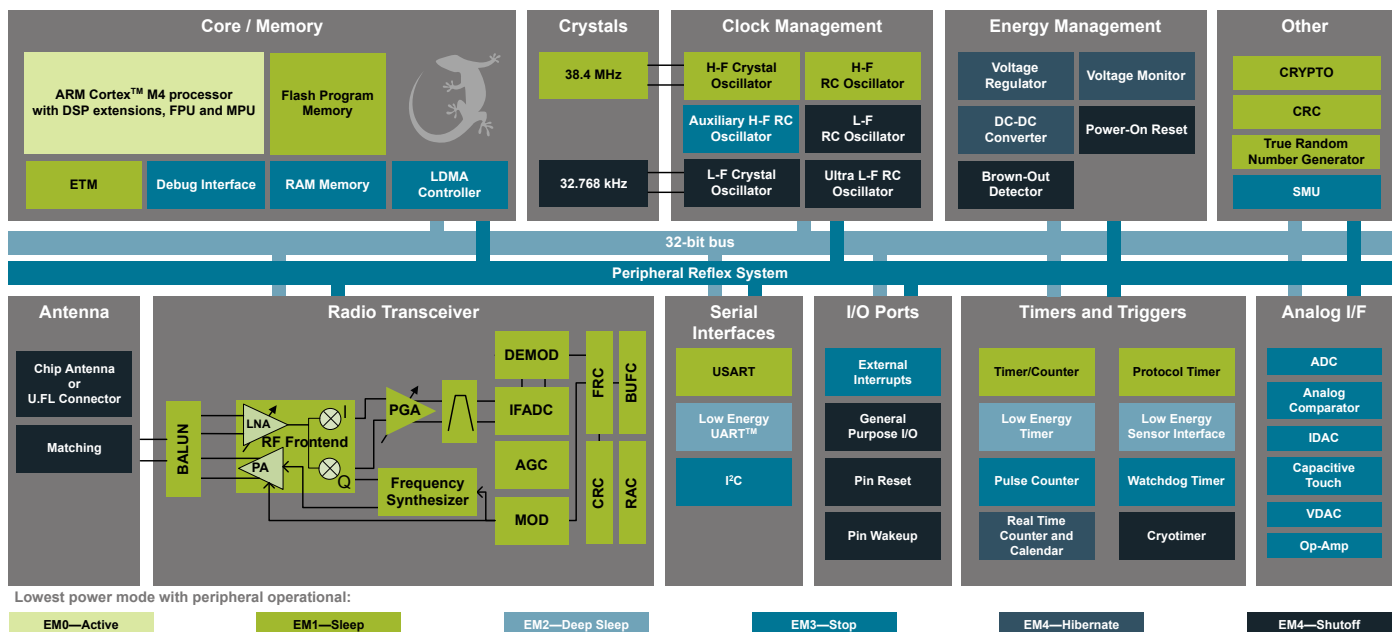 Core / Memory
ARM Cortex™ M4 processor
with DSP extensions, FPU and MPU
Flash Program
Memory
ETM
Debug Interface
RAM Memory
LDMA
Controller
Crystals
38.4 MHz
32.768 kHz
Clock Management
H-F Crystal
Oscillator
H-F
RC Oscillator
Auxiliary H-F RC
Oscillator
L-F
RC Oscillator
L-F Crystal
Oscillator
Ultra L-F RC
Oscillator
Energy Management
Voltage
Regulator
Voltage Monitor
DC-DC
Converter
Power-On Reset
Brown-Out
Detector
Other
CRYPTO
CRC
True Random
Number Generator
SMU
32-bit bus
Peripheral Reflex System
Antenna
Chip Antenna
or
U.FL Connector
Matching
Radio Transceiver
BALUN
LNA
RF Frontend
PA
I
Q
PGA
Frequency
Synthesizer
DEMOD
IFADC
AGC
MOD
FRC
BUFC
CRC
RAC
Serial
Interfaces
USART
Low Energy
UART™
I²C
I/O Ports
External
Interrupts
General
Purpose I/O
Pin Reset
Pin Wakeup
Timers and Triggers
Timer/Counter
Protocol Timer
Low Energy
Timer
Low Energy
Sensor Interface
Pulse Counter
Watchdog Timer
Real Time
Counter and
Calendar
Cryotimer
Analog I/F
ADC
Analog
Comparator
IDAC
Capacitive
Touch
VDAC
Op-Amp
Lowest power mode with peripheral operational:
EM0—Active
EM1—Sleep
EM2—Deep Sleep
EM3—Stop
EM4—Hibernate
EM4—Shutoff